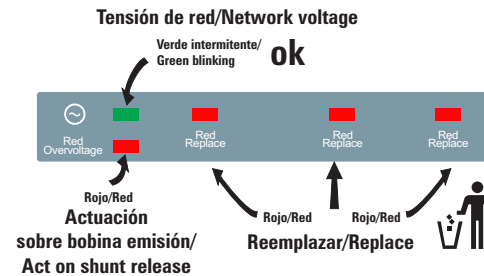 Tensión de red/Network voltage
Verde intermitente/
Green blinking
ok
Red
Overvoltage
Red
Replace
Red
Replace
Red
Replace
Rojo/Red
Actuación
sobre bobina emisión/
Act on shunt release
Rojo/Red
Rojo/Red
Reemplazar/Replace